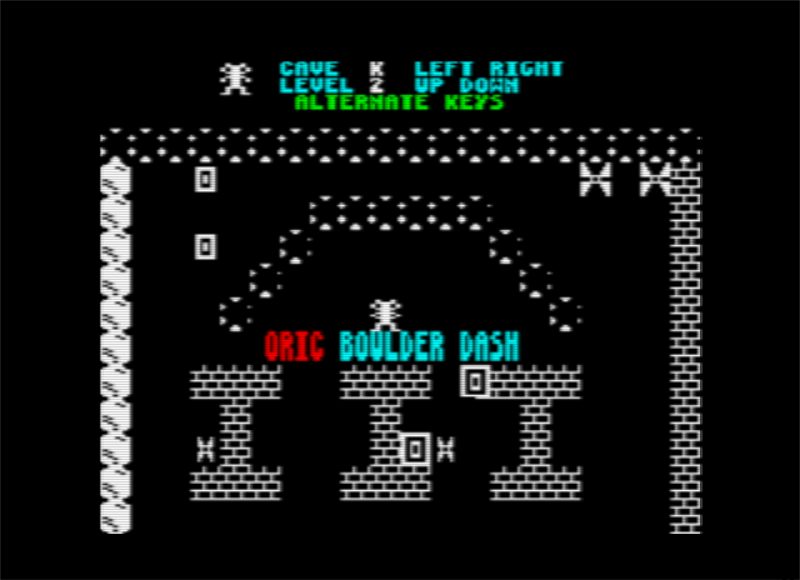 CAVE K LEFT RIGHT
LEVEL 2 UP DOWN
ALTERNATE KEYS
ORIC BOULDER DASH